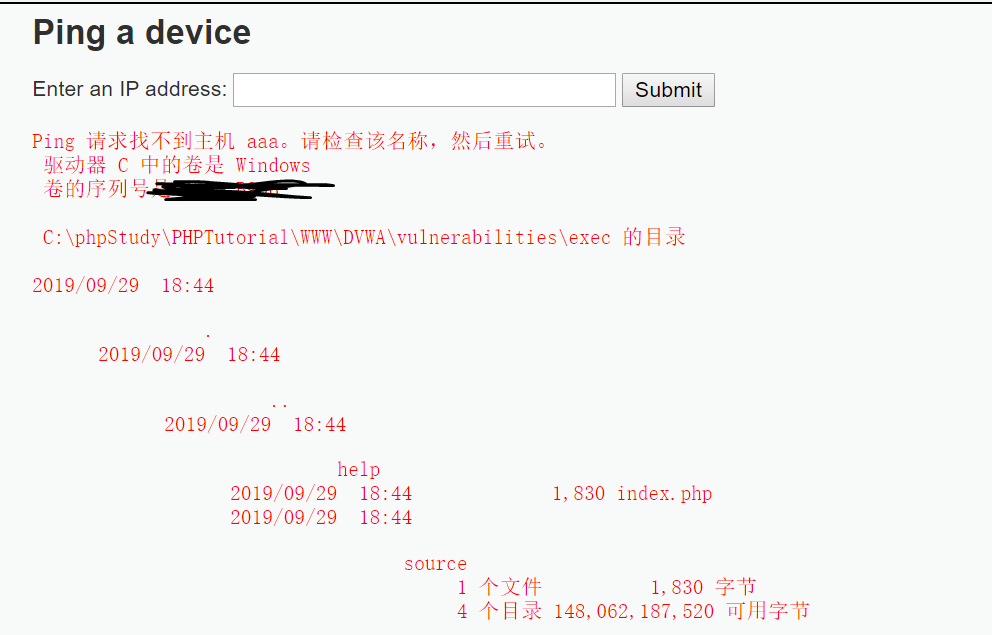 Ping a device
Enter an IP address: Submit
Ping 请求找不到主机 aaa。请检查该名称，然后重试。
驱动器 C 中的卷是 Windows
卷的序列号是
C:\phpStudy\PHPTutorial\WWW\DVWA\vulnerabilities\exec 的目录
2019/09/29 18:44
.
2019/09/29 18:44
..
2019/09/29 18:44
help
2019/09/29 18:44 1,830 index.php
2019/09/29 18:44
source
1 个文件 1,830 字节
4 个目录 148,062,187,520 可用字节